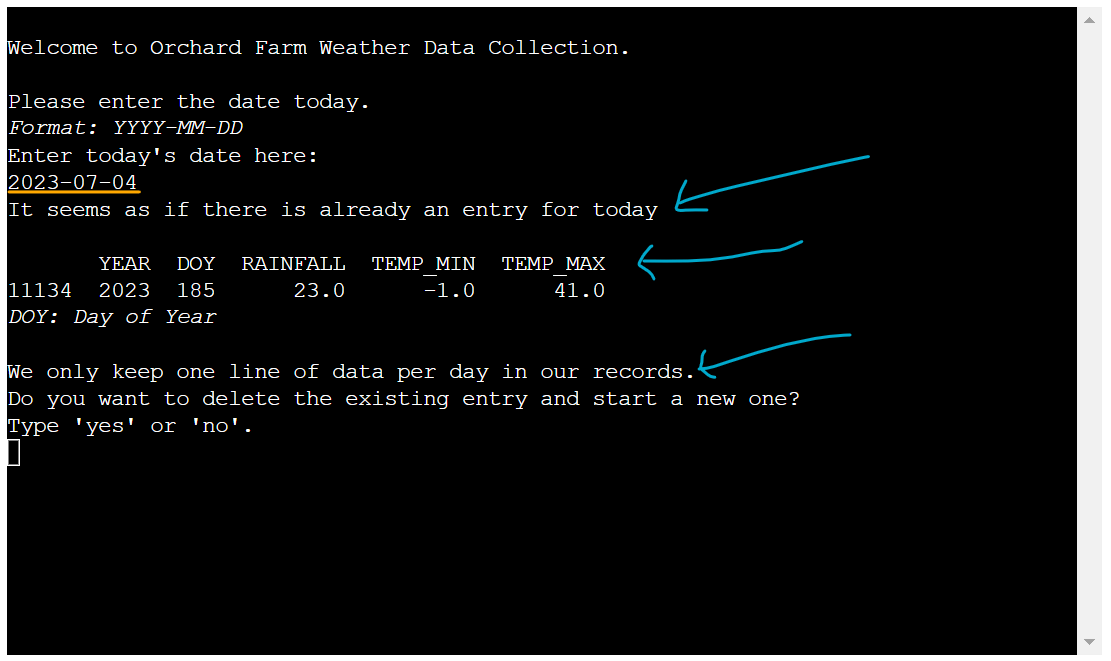 Welcome to Orchard Farm Weather Data Collection.
Please enter the date today.
Format: YYYY-MM-DD
Enter today's date here:
2023-07-04
It seems as if there is already an entry for today
YEAR DOY RAINFALL TEMP_MIN TEMP_MAX
11134 2023 185 23.0 -1.0 41.0
DOY: Day of Year
We only keep one line of data per day in our records.
Do you want to delete the existing entry and start a new one?
Type 'yes' or 'no'.